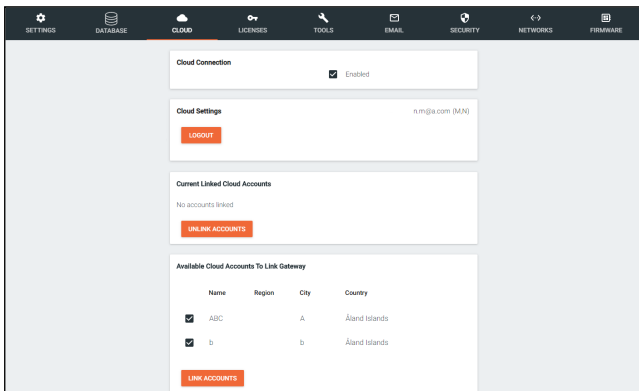 SETTINGS DATABASE CLOUD LICENSES TOOLS EMAIL SECURITY NETWORKS FIRMWARE
Cloud Connection
Enabled
Cloud Settings n.m@a.com (M,N)
LOGOUT
Current Linked Cloud Accounts
No accounts linked
UNLINK ACCOUNTS
Available Cloud Accounts To Link Gateway
Name Region City Country
ABC A Åland Islands
b b Åland Islands
LINK ACCOUNTS